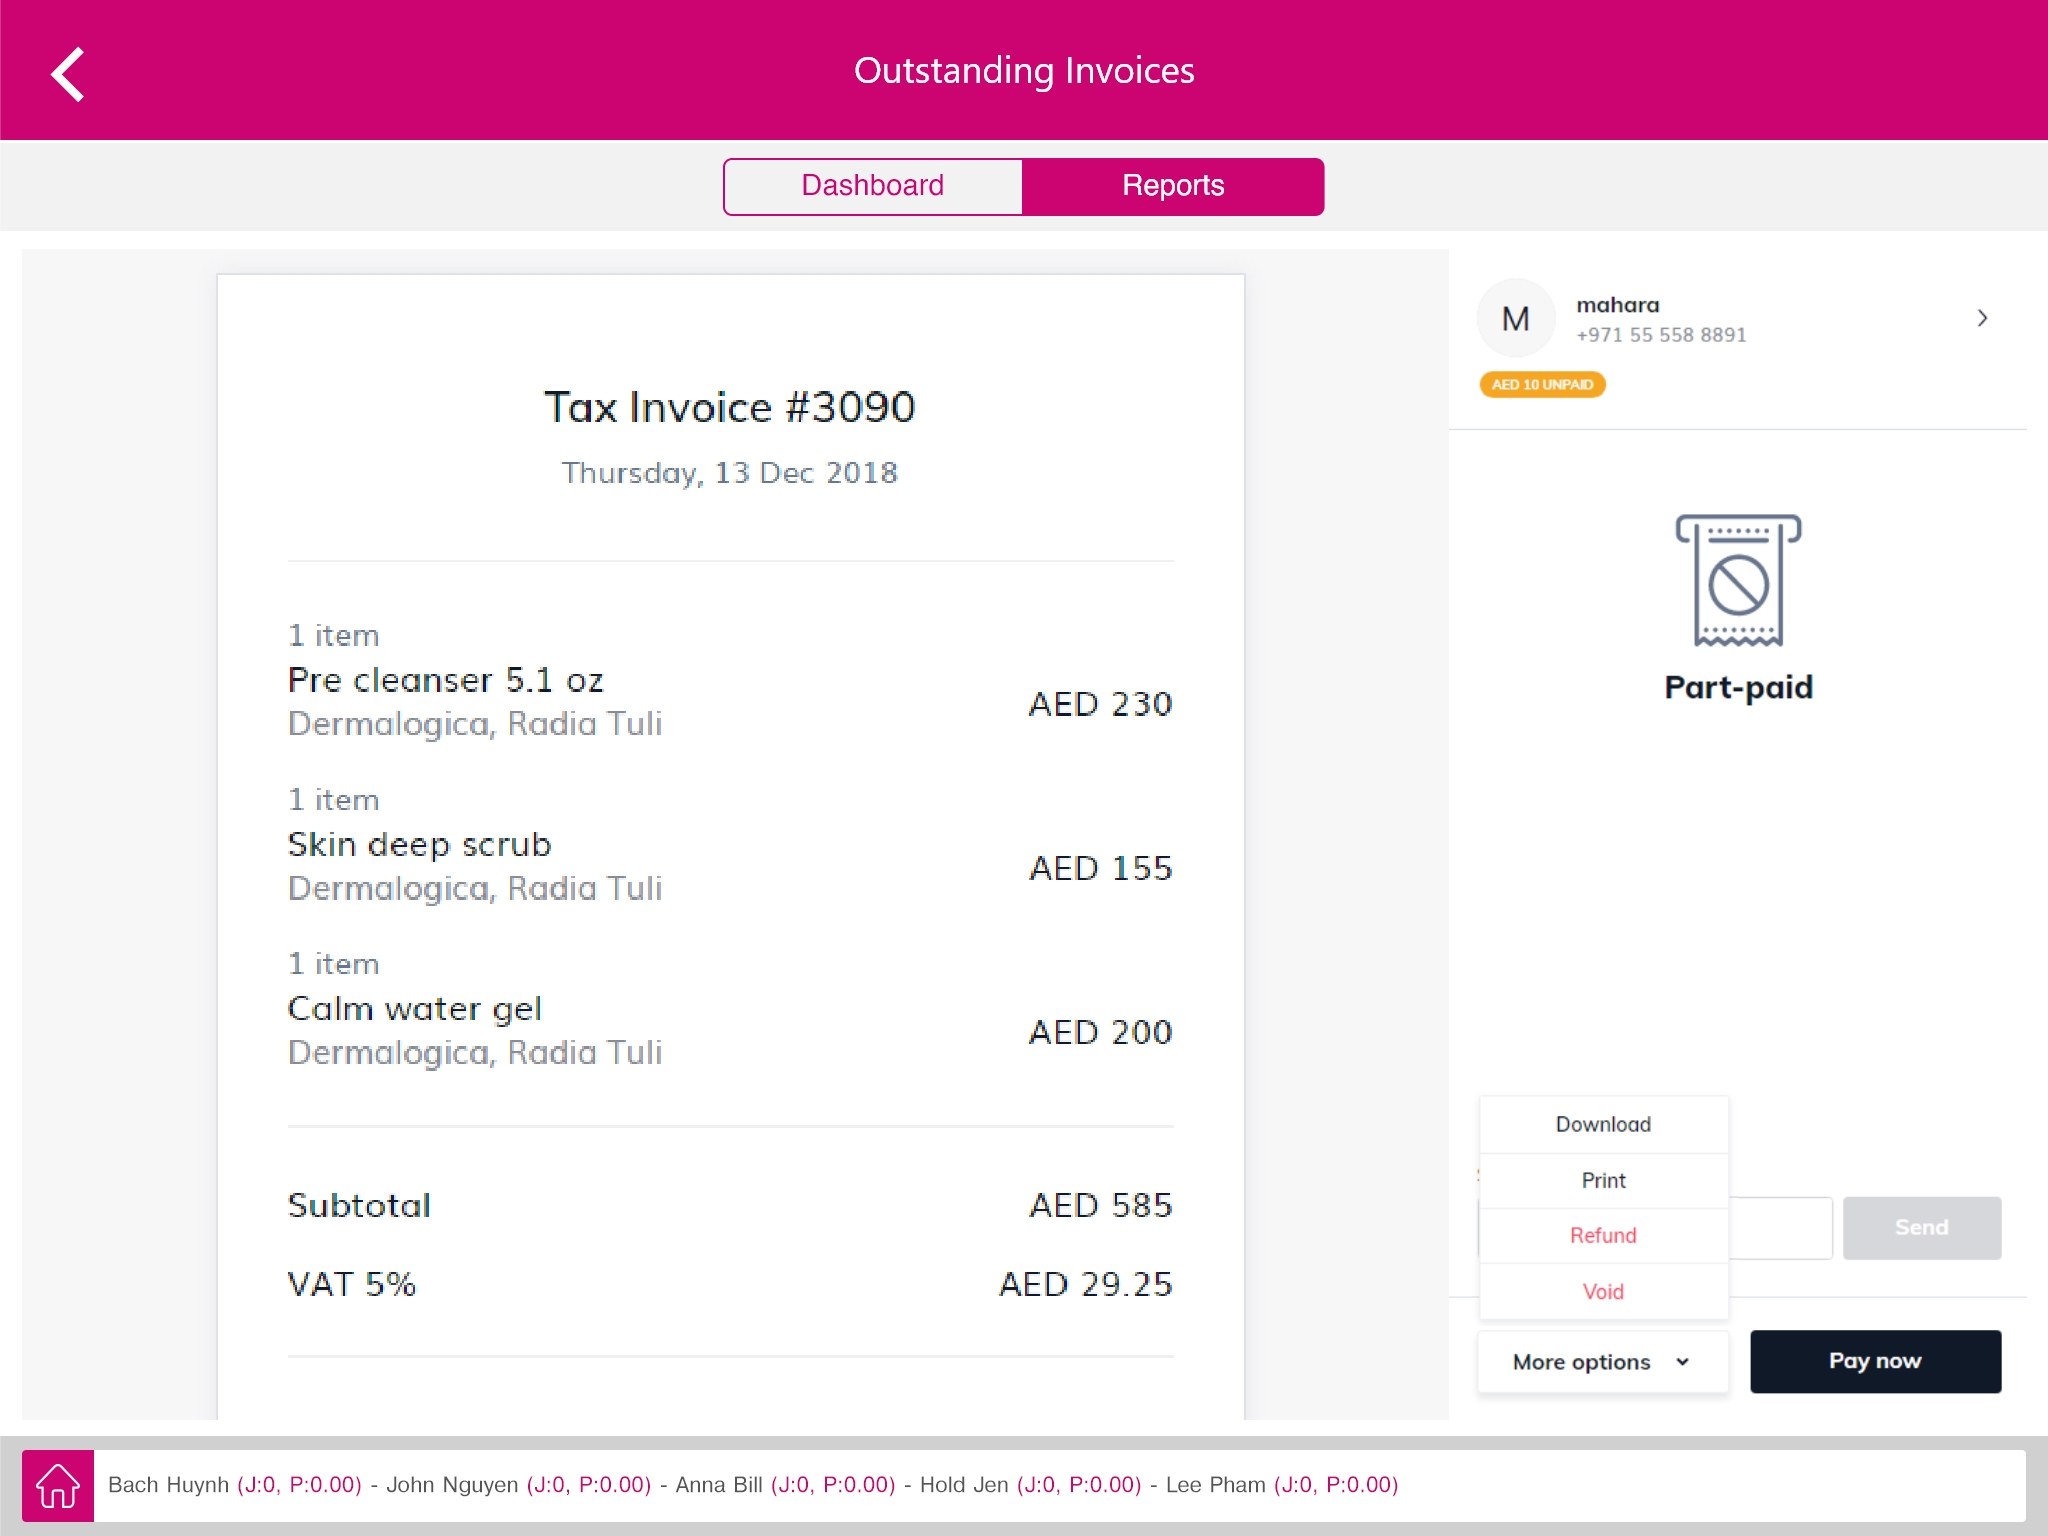 Outstanding Invoices
Dashboard
Reports
Tax Invoice #3090
Thursday, 13 Dec 2018
1 item
Pre cleanser 5.1 oz
Dermalogica, Radia Tuli
AED 230
1 item
Skin deep scrub
Dermalogica, Radia Tuli
AED 155
1 item
Calm water gel
Dermalogica, Radia Tuli
AED 200
Subtotal
AED 585
VAT 5%
AED 29.25
M
mahara
+971 55 558 8891
AED 10 UNPAID
Part-paid
Download
Print
Refund
Void
Send
More options
Pay now
Bach Huynh (J:0, P:0.00) - John Nguyen (J:0, P:0.00) - Anna Bill (J:0, P:0.00) - Hold Jen (J:0, P:0.00) - Lee Pham (J:0, P:0.00)